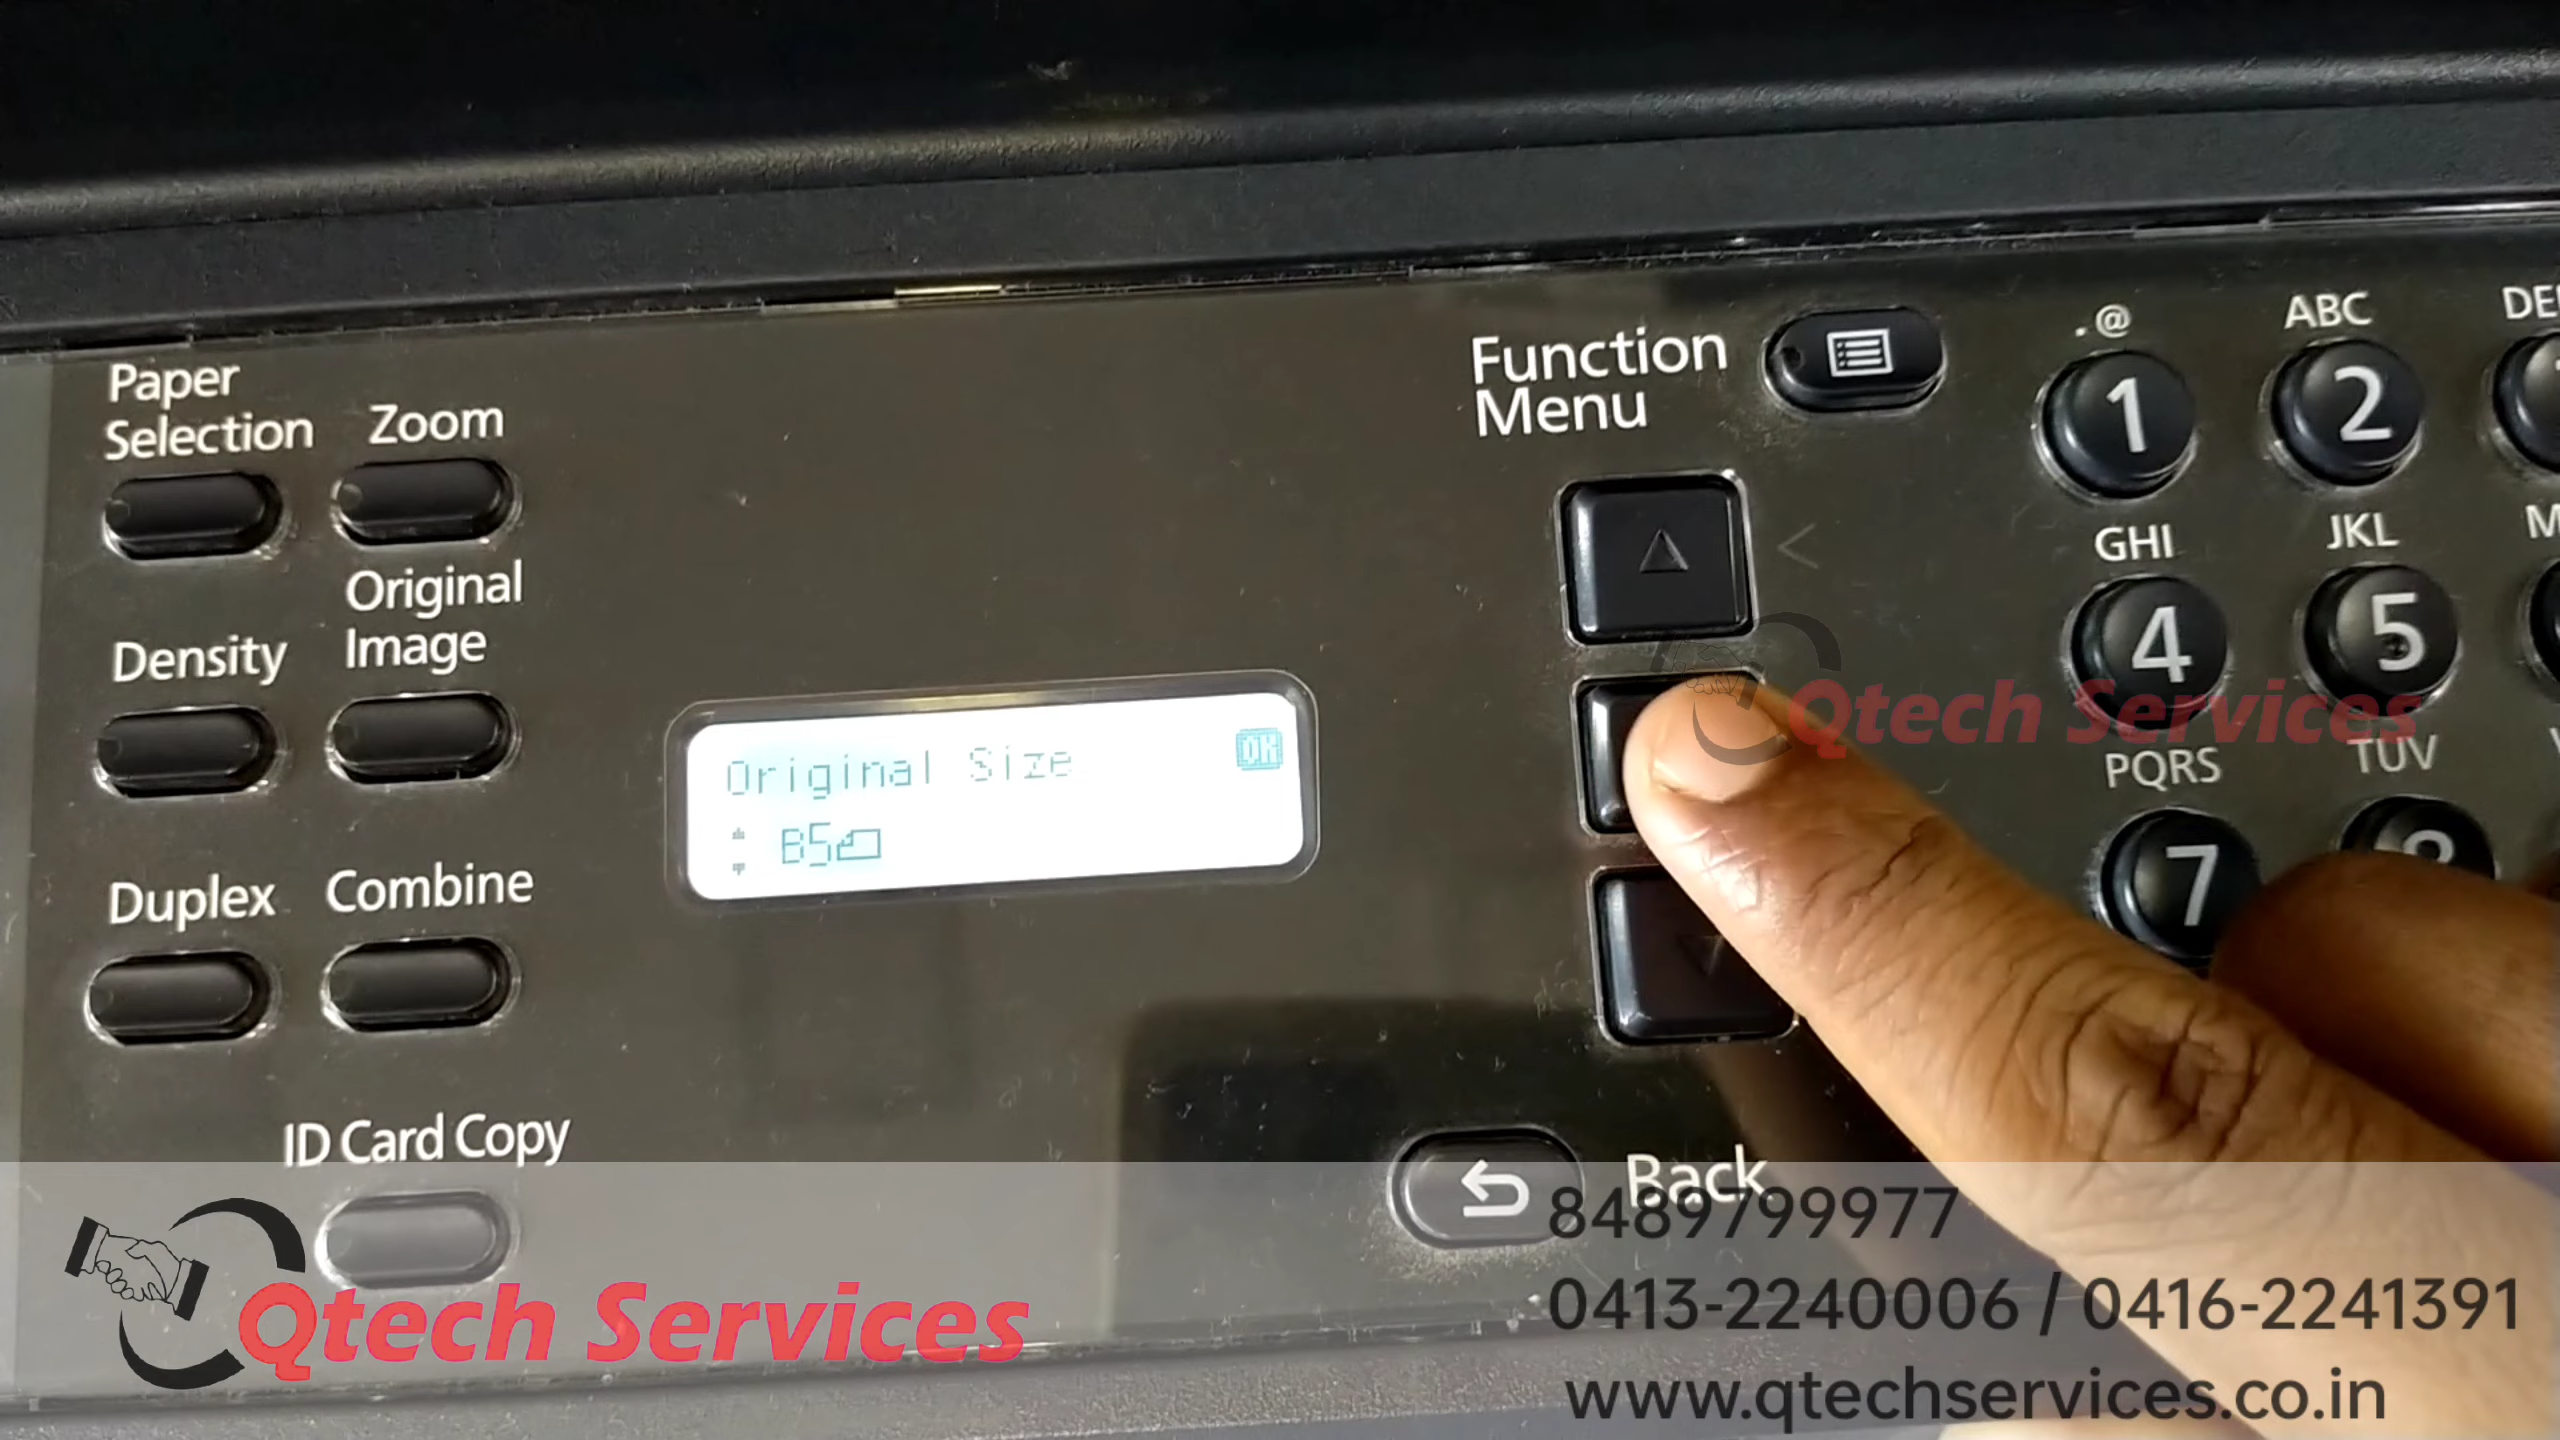 Paper
Selection
Zoom
Density
Original
Image
Duplex
Combine
ID Card Copy
Original Size
OK
B5
Function
Menu
Back
.@
1
ABC
2
GHI
4
JKL
5
PQRS
7
TUV
8
Qtech Services
Qtech Services
8489799977
0413-2240006 / 0416-2241391
www.qtechservices.co.in